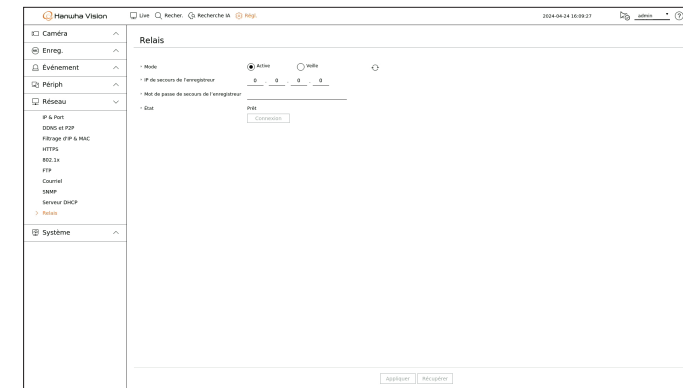 Hanwha Vision Live Recher. Recherche IA Régl. 2024-04-24 16:09:27 admin ?
Caméra
Enreg.
Événement
Périph
Réseau
IP & Port
DDNS et P2P
Filtrage d'IP & MAC
HTTPS
802.1x
FTP
Courriel
SNMP
Serveur DHCP
> Relais
Système
Relais
Mode Active Veille
IP de secours de l'enregistreur 0 . 0 . 0 . 0
Mot de passe de secours de l'enregistreur
État Prêt
Connexion
Appliquer Récupérer